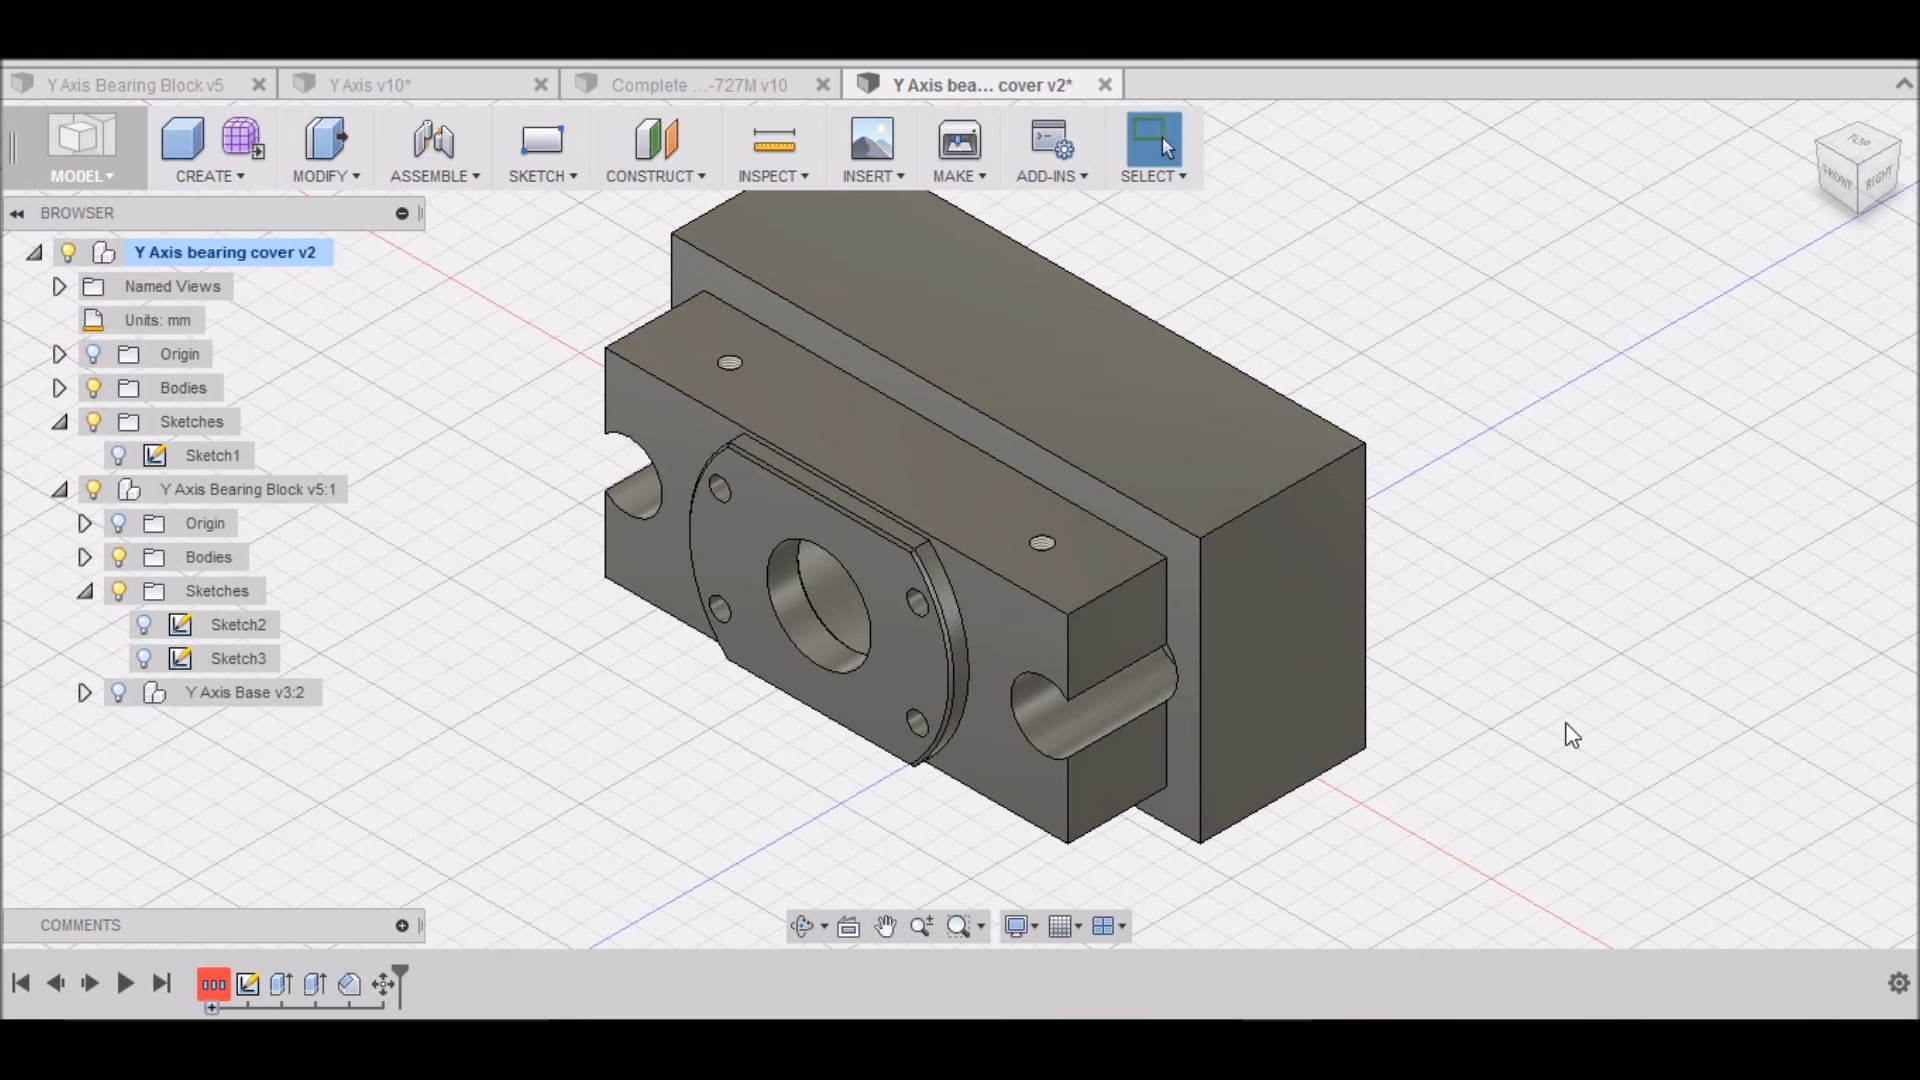 Y Axis Bearing Block v5
Y Axis v10*
Complete ...-727M v10
Y Axis bea... cover v2*
MODEL
CREATE
MODIFY
ASSEMBLE
SKETCH
CONSTRUCT
INSPECT
INSERT
MAKE
ADD-INS
SELECT
TOP
FRONT
RIGHT
BROWSER
Y Axis bearing cover v2
Named Views
Units: mm
Origin
Bodies
Sketches
Sketch1
Y Axis Bearing Block v5:1
Origin
Bodies
Sketches
Sketch2
Sketch3
Y Axis Base v3:2
COMMENTS